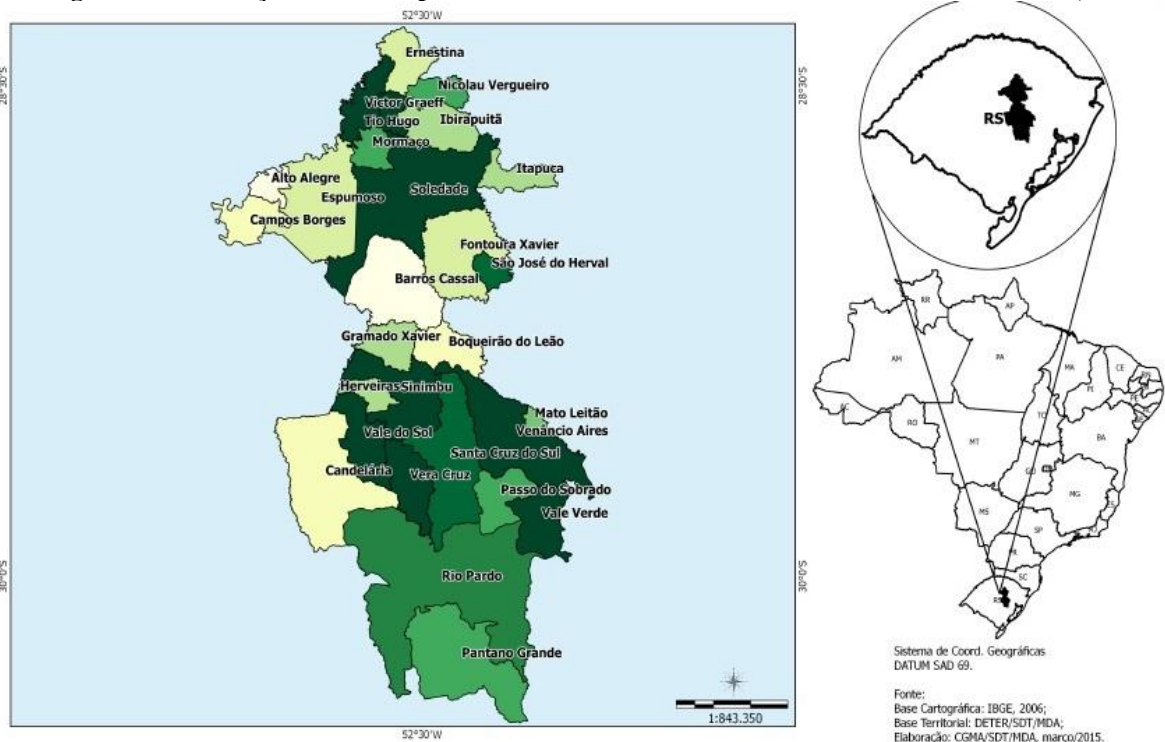 52°30'W
28°30'S
28°30'S
Ernestina
Nicolau Vergueiro
Victor Graeff
Tio Hugo
Ibirapuitã
Mormaço
Itapuca
Alto Alegre
Espumoso
Soledade
Campos Borges
Fontoura Xavier
São José do Herval
Barros Cassal
Gramado Xavier
Boqueirão do Leão
Herveiras
Sinimbu
Mato Leitão
Venâncio Aires
Vale do Sol
Santa Cruz do Sul
Candelária
Vera Cruz
Passo do Sobrado
Vale Verde
30°0'S
30°0'S
Rio Pardo
Pantano Grande
1:843.350
52°30'W
RS
RR
AP
AM
PA
MA
CE
PI
AC
RO
TO
BA
MT
GO
MG
MS
SP
SC
RS
Sistema de Coord. Geográficas
DATUM SAD 69.
Fonte:
Base Cartográfica: IBGE, 2006;
Base Territorial: DETER/SDT/MDA;
Elaboração: CGMA/SDT/MDA, março/2015.